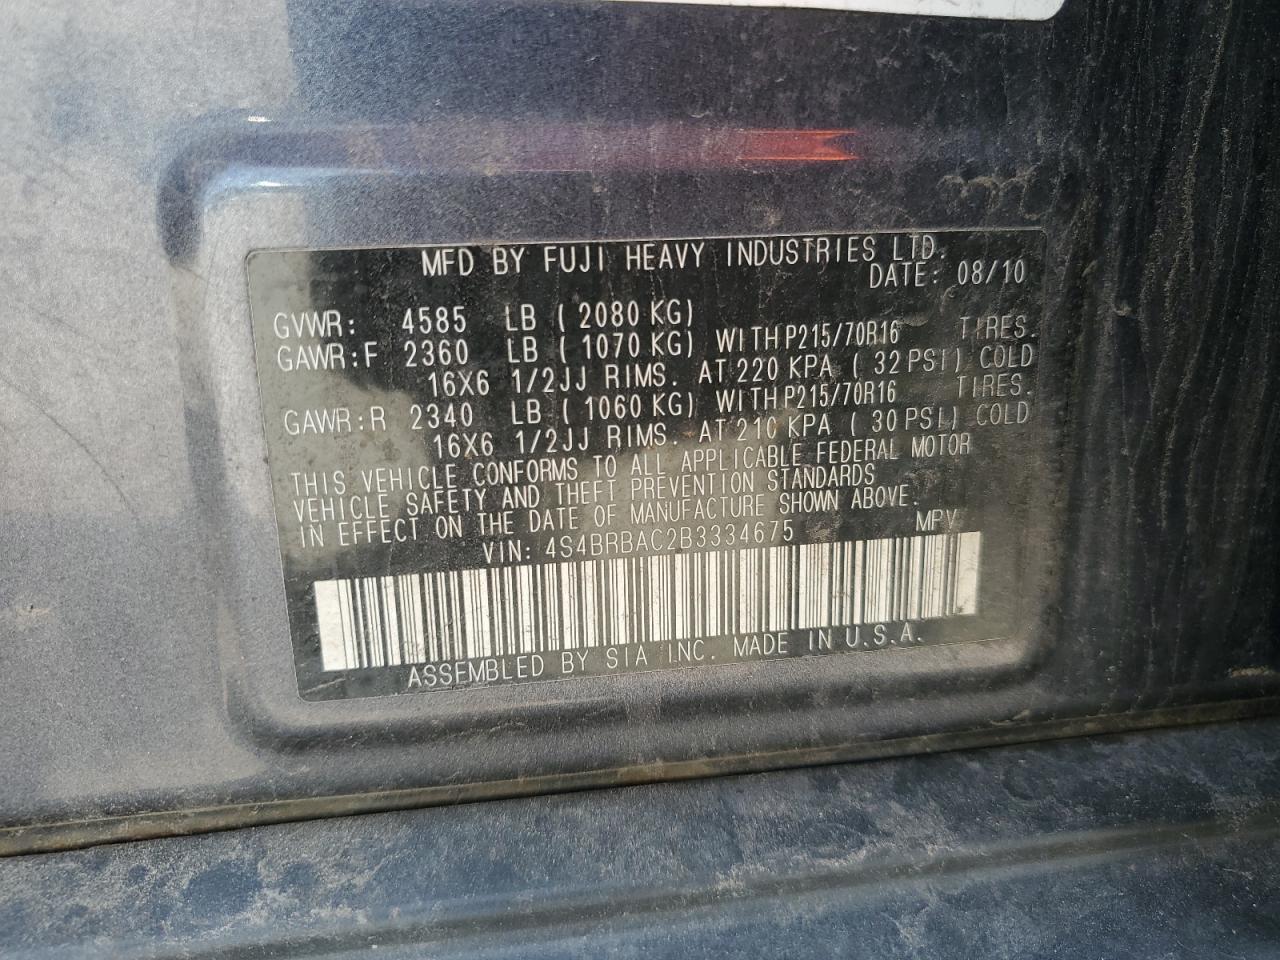 MFD BY FUJI HEAVY INDUSTRIES LTD.
DATE: 08/10
GVWR: 4585 LB ( 2080 KG)
GAWR:F 2360 LB ( 1070 KG) WITH P215/70R16 TIRES.
16X6 1/2JJ RIMS. AT 220 KPA ( 32 PSI) COLD
GAWR:R 2340 LB ( 1060 KG) WITH P215/70R16 TIRES.
16X6 1/2JJ RIMS. AT 210 KPA ( 30 PSI) COLD
THIS VEHICLE CONFORMS TO ALL APPLICABLE FEDERAL MOTOR
VEHICLE SAFETY AND THEFT PREVENTION STANDARDS
IN EFFECT ON THE DATE OF MANUFACTURE SHOWN ABOVE.
VIN: 4S4BRBAC2B3334675 MPV
ASSEMBLED BY SIA INC. MADE IN U.S.A.